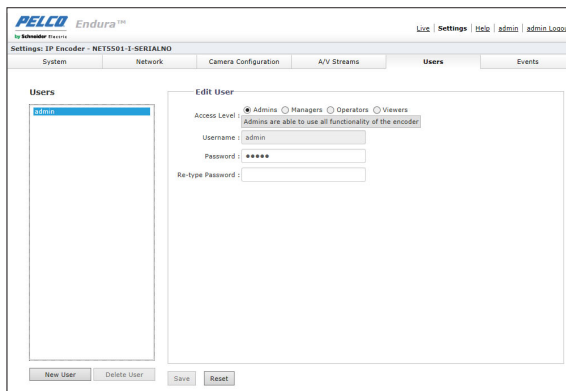 PELCO Endura™
by Schneider Electric
Live | Settings | Help | admin | admin Logou
Settings: IP Encoder - NET5501-I-SERIALNO
System Network Camera Configuration A/V Streams Users Events
Users
admin
New User Delete User
Edit User
Access Level : Admins Managers Operators Viewers
Admins are able to use all functionality of the encoder
Username : admin
Password : •••••
Re-type Password :
Save Reset